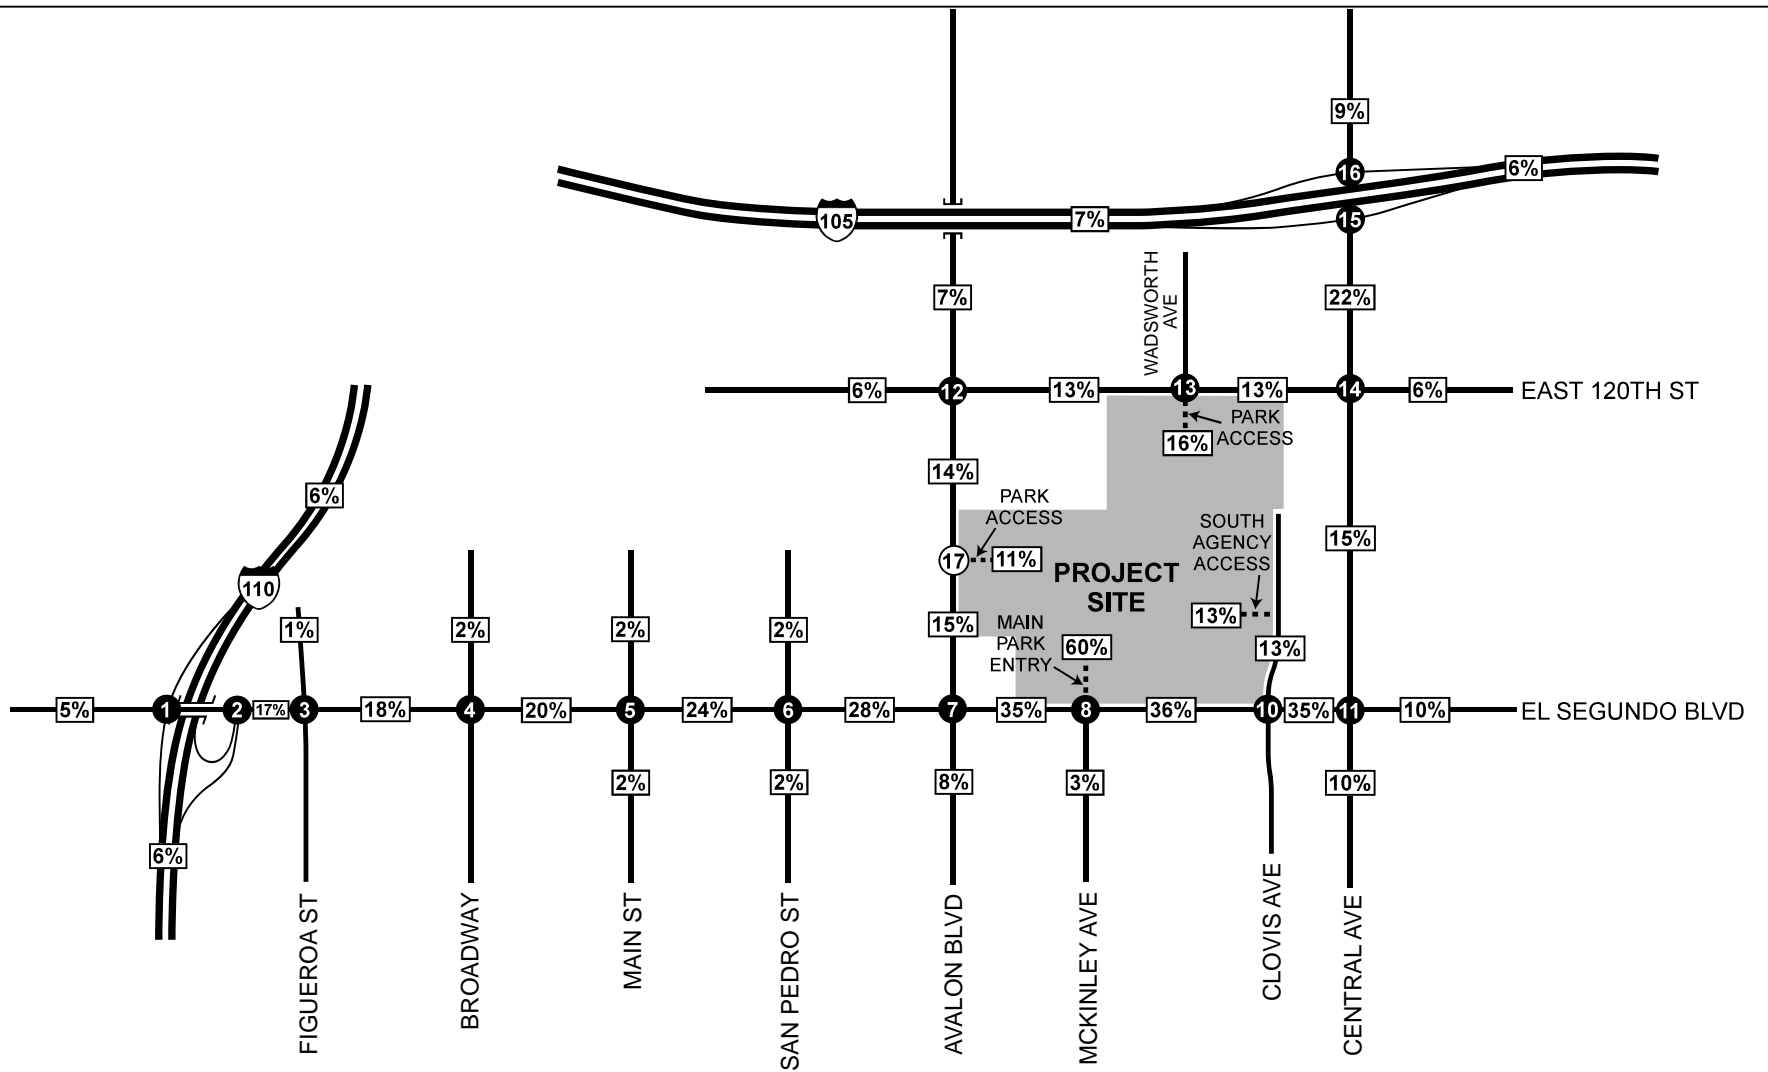 9%
16
6%
105
7%
15
WADSWORTH
AVE
7%
22%
6%
12
13%
13
13%
14
6%
EAST 120TH ST
PARK
ACCESS
16%
14%
6%
PARK
ACCESS
SOUTH
AGENCY
ACCESS
15%
17
11%
PROJECT
SITE
110
13%
1%
2%
2%
2%
15%
MAIN
PARK
ENTRY
60%
13%
5%
1
2
17%
3
18%
4
20%
5
24%
6
28%
7
35%
8
36%
10
35%
11
10%
EL SEGUNDO BLVD
2%
2%
8%
3%
10%
6%
FIGUEROA ST
BROADWAY
MAIN ST
SAN PEDRO ST
AVALON BLVD
MCKINLEY AVE
CLOVIS AVE
CENTRAL AVE